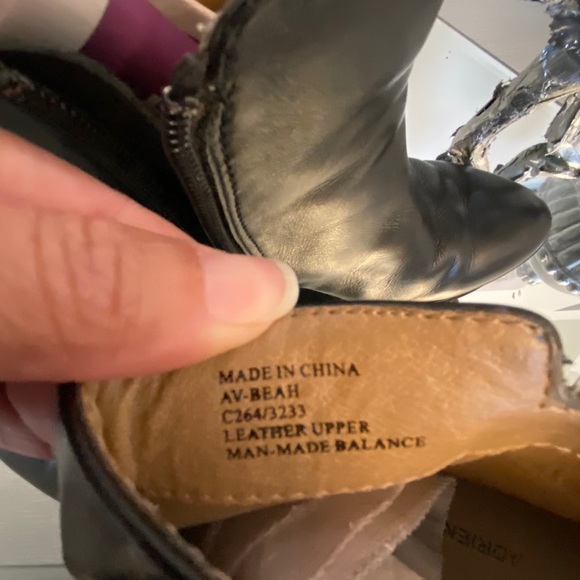 MADE IN CHINA
AV-BEAH
C264/3233
LEATHER UPPER
MAN-MADE BALANCE